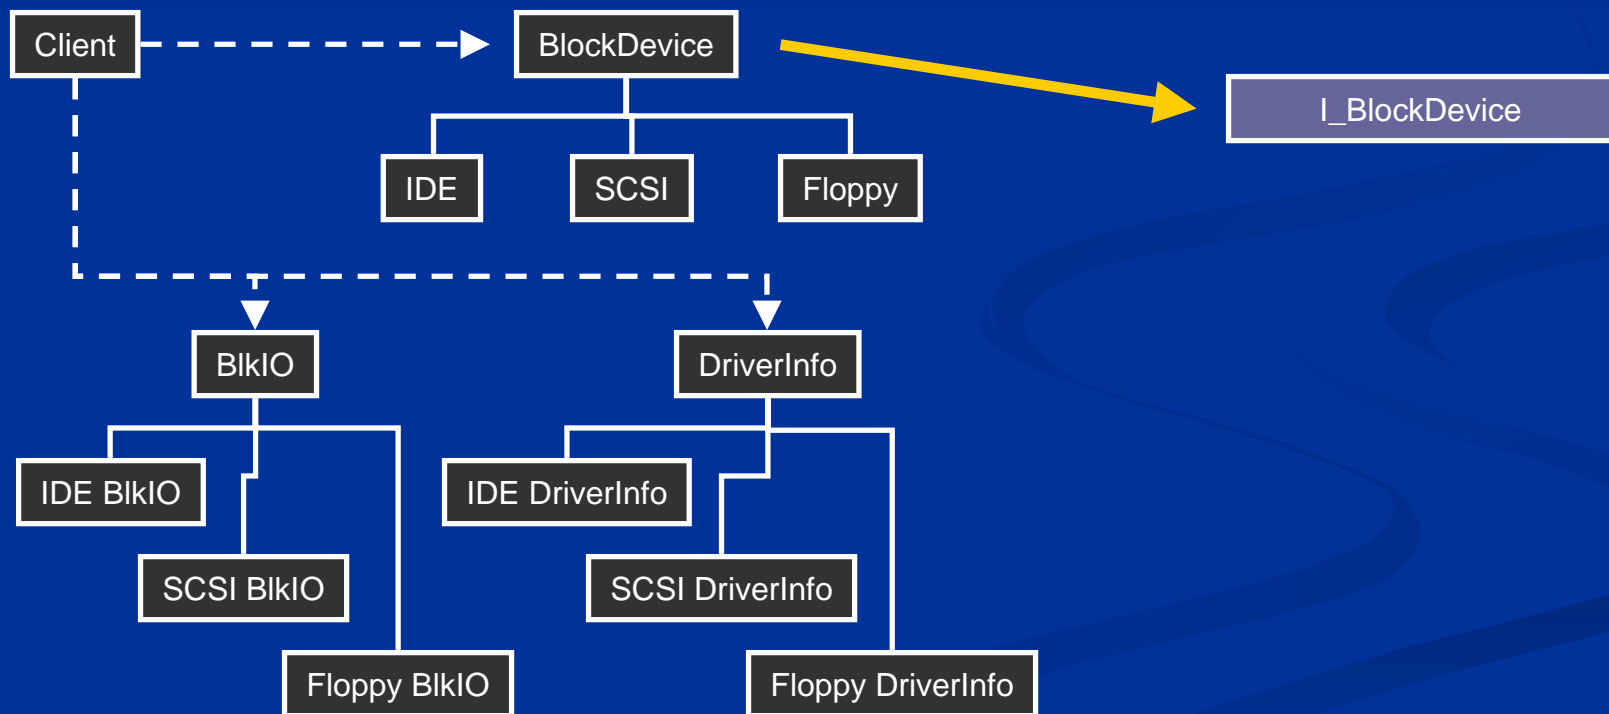 Client
BlockDevice
I_BlockDevice
IDE
SCSI
Floppy
BlkIO
DriverInfo
IDE BlkIO
IDE DriverInfo
SCSI BlkIO
SCSI DriverInfo
Floppy BlkIO
Floppy DriverInfo